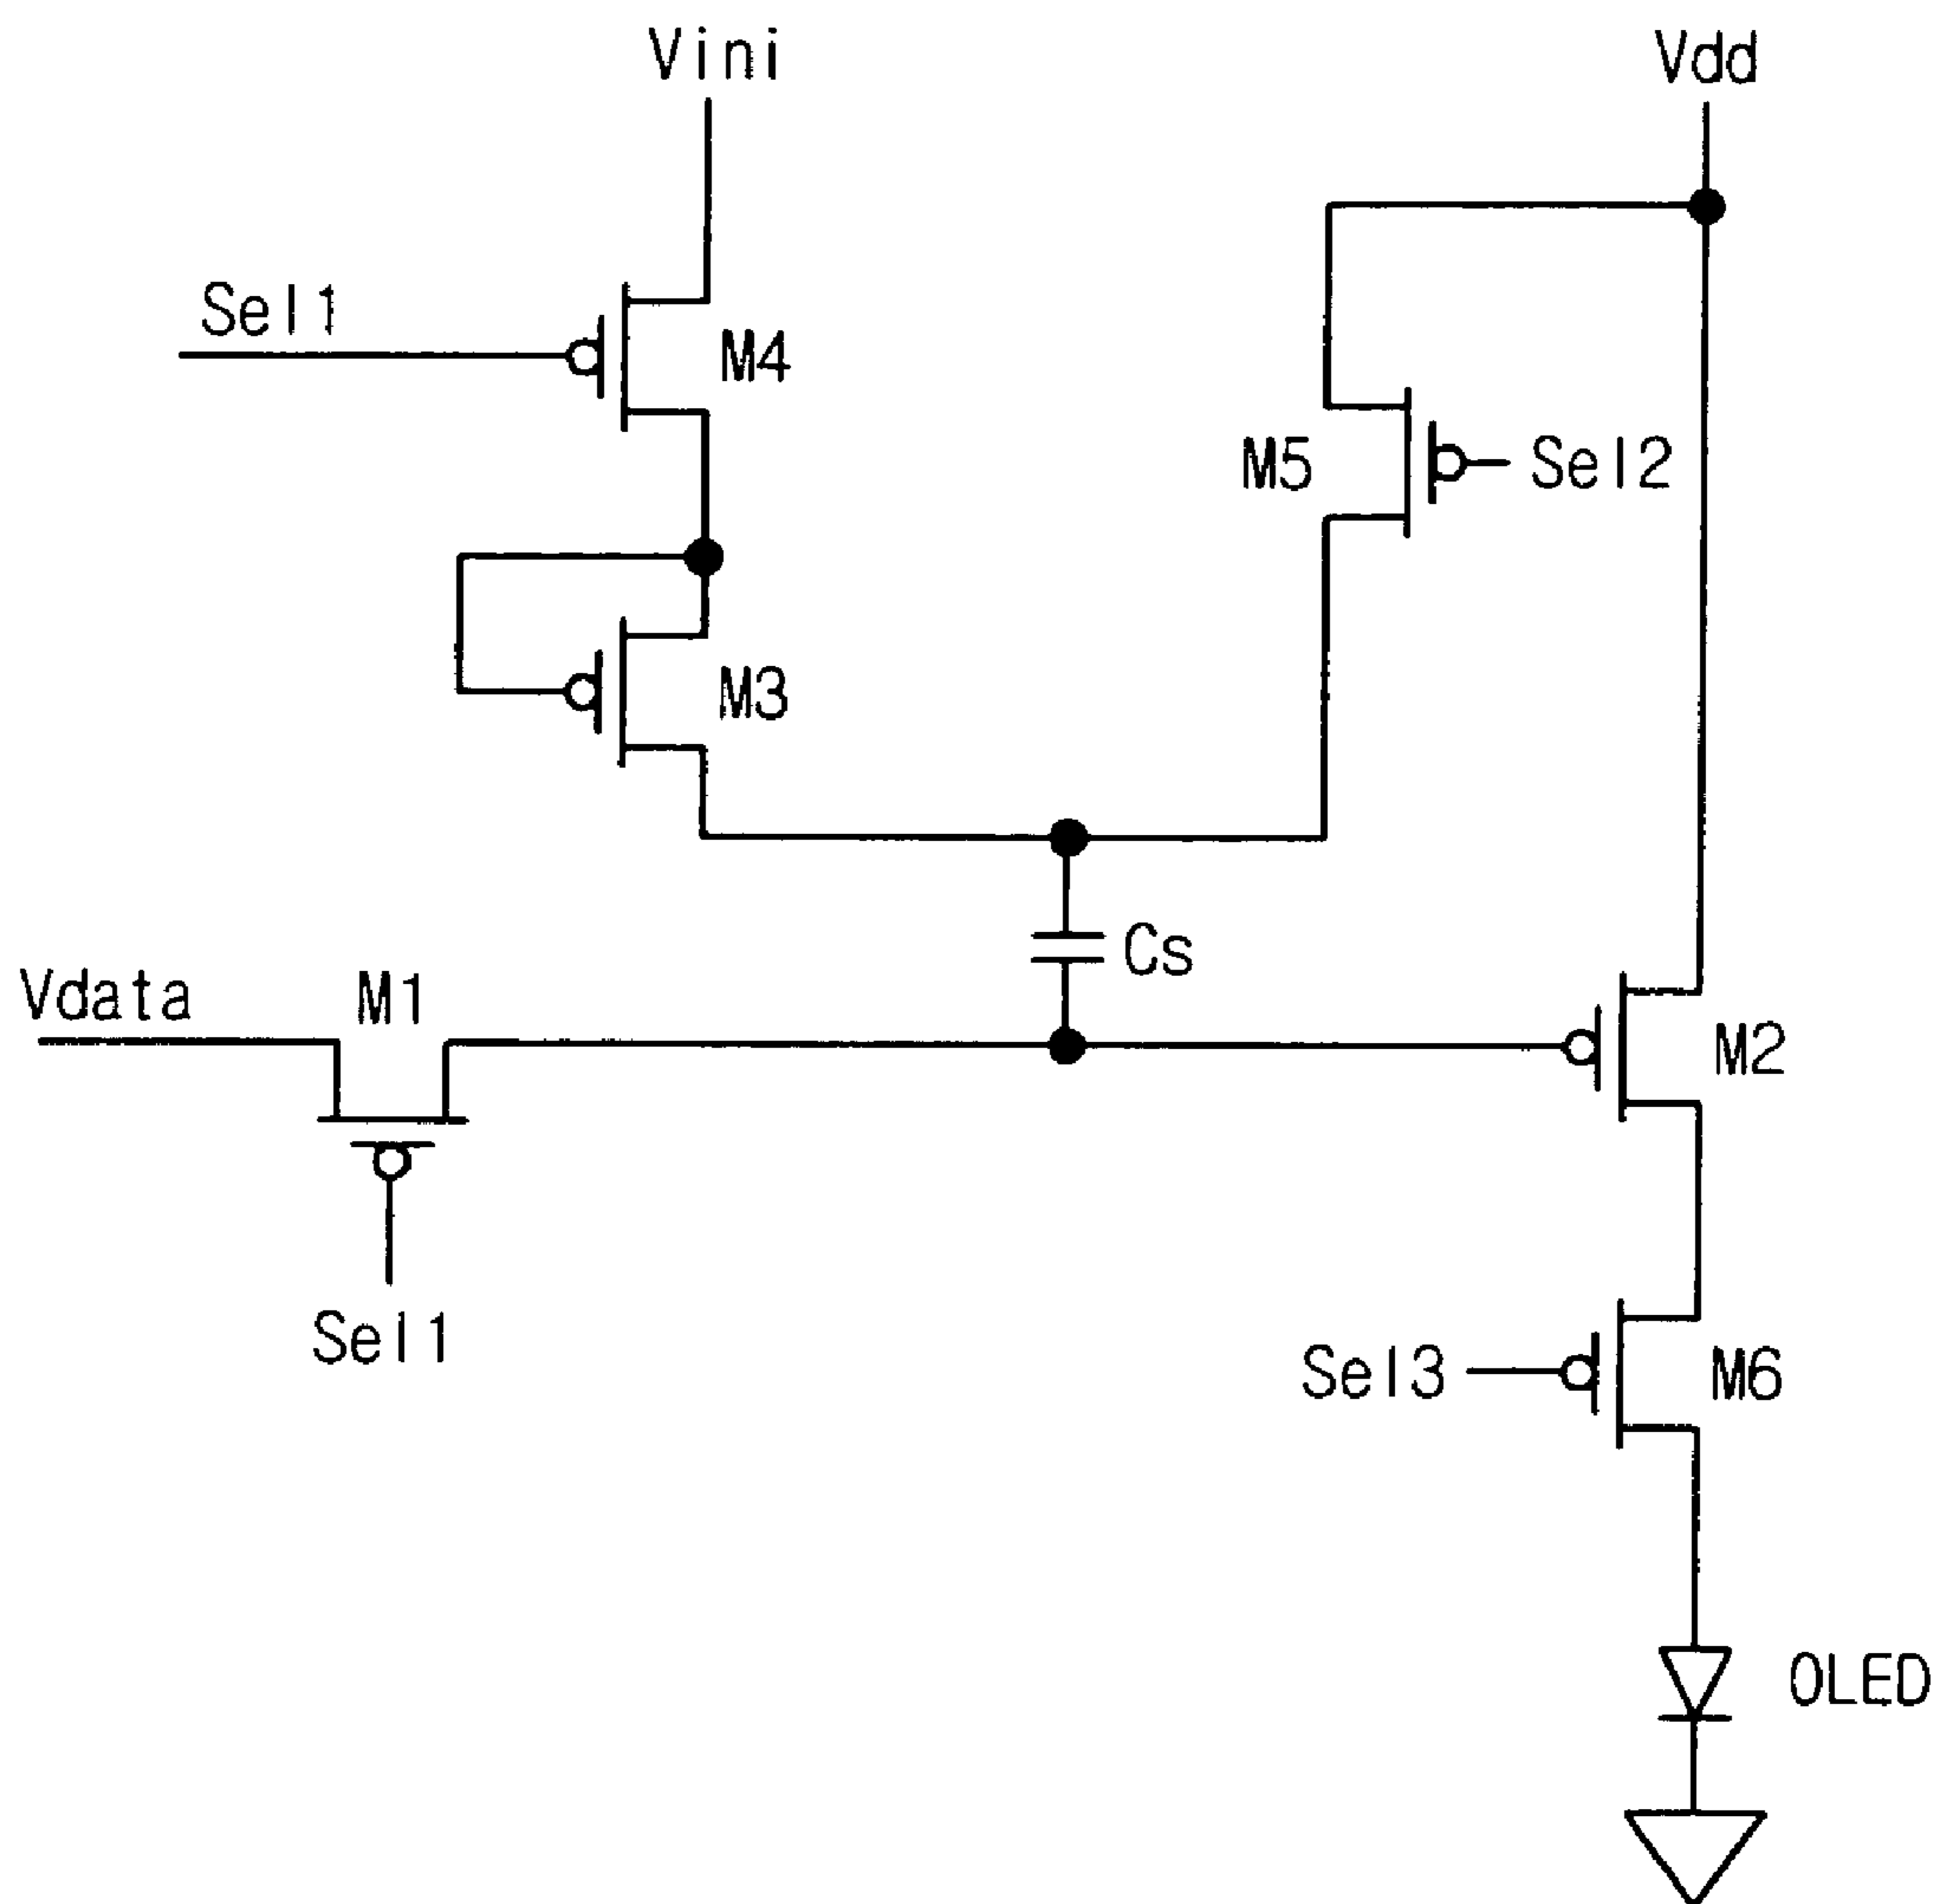 Vini
Vdd
Sel1
M4
M5
Sel2
M3
Cs
Vdata
M1
M2
Sel1
Sel3
M6
OLED